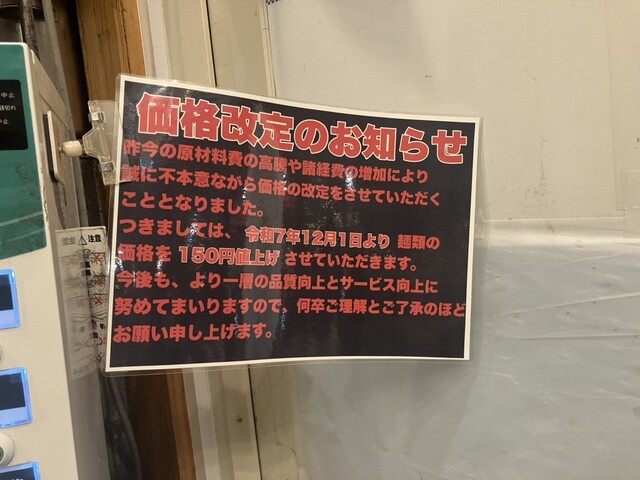 価格改定のお知らせ
昨今の原材料費の高騰や諸経費の増加により
誠に不本意ながら価格の改定をさせていただく
こととなりました。
つきましては、令和7年12月1日より 麺類の
価格を 150円値上げ させていただきます。
今後も、より一層の品質向上とサービス向上に
努めてまいりますので、何卒ご理解とご了承のほど
お願い申し上げます。
中止
中止
注意